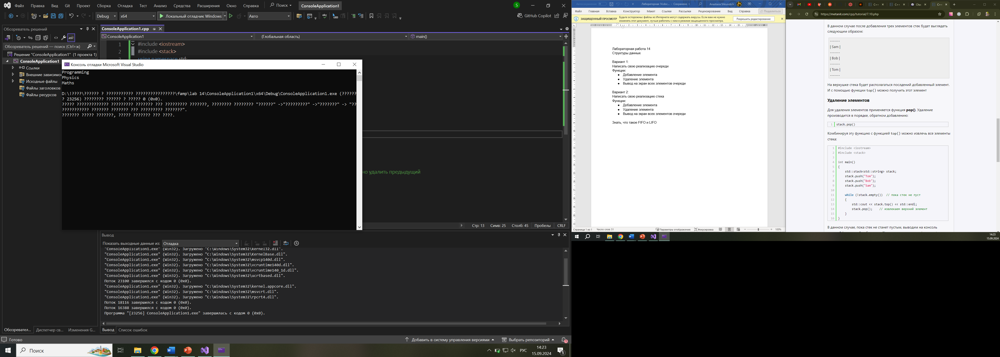 Файл Правка Вид Git Проект Сборка Отладка Тест Анализ Средства Расширения Окно Справка Поиск ConsoleApplication1
S
Debug x64 Локальный отладчик Windows Авто GitHub Copilot
Обозреватель решений
Обозреватель решений — поиск (Ctrl+ж)
Решение "ConsoleApplication1" (1 проекта 1)
ConsoleApplication1
Ссылки
Внешние зависимос
Исходные файлы
Файлы заголовков
Файлы ресурсов
ConsoleApplication1.cpp
ConsoleApplication1 (Глобальная область) main()
1 #include <iostream>
2 #include <stack>
3 using namespace std;
Консоль отладки Microsoft Visual Studio
Programming
Physics
Maths
D:\!????\?????? ? ??????????? ????????????????\famp\lab 14\ConsoleApplication1\x64\Debug\ConsoleApplication1.exe (??????
? 23256) ???????? ?????? ? ????? 0 (0x0).
????? ????????????? ????????? ??????? ??? ????????? ???????, ???????? ???????? "??????" ->"?????????" ->"???????" -> "??
??????????? ??????? ??????? ??? ????????? ???????".
??????? ????? ???????, ????? ??????? ??? ????.
но удалить предыдущий
Стр: 13 Симв: 25 Столб: 45 Пробелы CRLF
Вывод
Показать выходные данные из: Отладка
"ConsoleApplication1.exe" (Win32). Загружено "C:\Windows\System32\kernel32.dll".
"ConsoleApplication1.exe" (Win32). Загружено "C:\Windows\System32\KernelBase.dll".
"ConsoleApplication1.exe" (Win32). Загружено "C:\Windows\System32\msvcp140d.dll".
"ConsoleApplication1.exe" (Win32). Загружено "C:\Windows\System32\vcruntime140d.dll".
"ConsoleApplication1.exe" (Win32). Загружено "C:\Windows\System32\vcruntime140_1d.dll".
"ConsoleApplication1.exe" (Win32). Загружено "C:\Windows\System32\ucrtbased.dll".
Поток 23100 завершился с кодом 0 (0x0).
"ConsoleApplication1.exe" (Win32). Загружено "C:\Windows\System32\kernel.appcore.dll".
"ConsoleApplication1.exe" (Win32). Загружено "C:\Windows\System32\msvcrt.dll".
"ConsoleApplication1.exe" (Win32). Загружено "C:\Windows\System32\rpcrt4.dll".
Поток 18116 завершился с кодом 0 (0x0).
Поток 16388 завершился с кодом 0 (0x0).
Программа "[23256] ConsoleApplication1.exe" завершилась с кодом 0 (0x0).
Обозревател... Диспетчер св... Изменения G...
Вывод Список ошибок
Готово
Добавить в систему управления версиями Выбрать репозиторий 1
Поиск
РУС
14:23
15.09.2024
1
Автосохранение Лабораторная 14.doc... - Сохранено Anastasia Shkundich
Файл Главная Вставка Конструктор Макет Ссылки Рассылки Рецензирование Вид Справка Поделиться
ЗАЩИЩЕННЫЙ ПРОСМОТР Будьте осторожны: файлы из Интернета могут содержать вирусы. Если вам не нужно
изменять этот документ, лучше работать с ним в режиме защищенного просмотра. Разрешить редактирование
Лабораторная работа 14
Структуры данных
Вариант 1:
Написать свою реализацию очереди
Функции:
● Добавление элемента
● Удаление элемента
● Вывод на экран всех элементов очереди
Вариант 2:
Написать свою реализацию стека
Функции:
● Добавление элемента
● Удаление элемента
● Вывод на экран всех элементов очереди
Знать, что такое FIFO и LIFO
Страница 1 из 1 Число слов: 51 Параметры отображения Фокусировка 100%
C++ C++ Cha C++
https://metanit.com/cpp/tutorial/7.10.php
В данном случае после добавления трех элементов стек будет выглядеть
следующим образом:
-------
| Sam |
-------
| Bob |
-------
| Tom |
-------
На верхушке стека будет располагаться послдений добавленный элемент.
И с помощью функции top() можно получить этот элемент
Удаление элементов
Для удаления элементов применяется функция pop(). Удаление
производится в порядке, обратном добавлению:
1 stack.pop()
Комбинируя эту функцию с функцией top() можно извлечь все элементы
стека:
1 #include <iostream>
2 #include <stack>
3
4 int main()
5 {
6 std::stack<std::string> stack;
7 stack.push("Tom");
8 stack.push("Bob");
9 stack.push("Sam");
10
11 while (!stack.empty()) // пока стек не пуст
12 {
13 std::cout << stack.top() << std::endl;
14 stack.pop(); // извлекаем верхний элемент
15 }
16 }
В данном случае, пока стек не станет пустым, выводим на консоль
14:23
15.09.2024